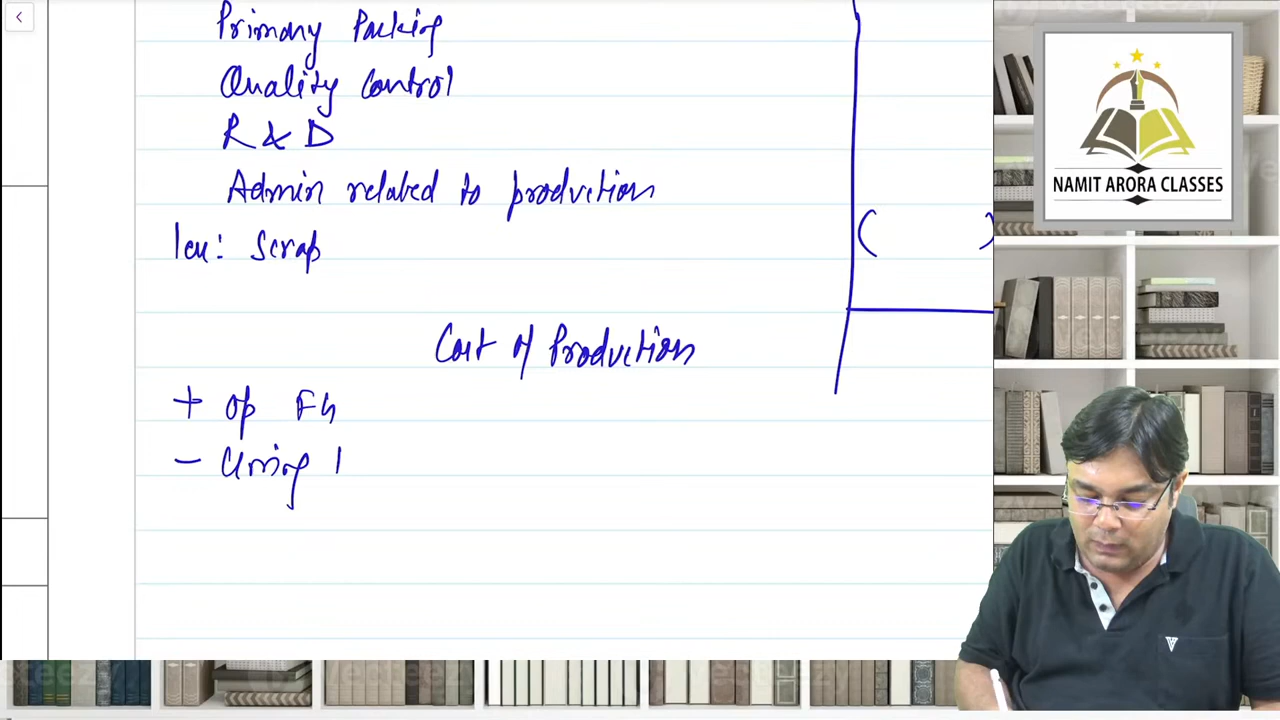 Primary Packing
Quality Control
R & D
Admin related to production
Less: Scrap
( )
Cost of Production
+ Op FG
- Closing
NAMIT ARORA CLASSES